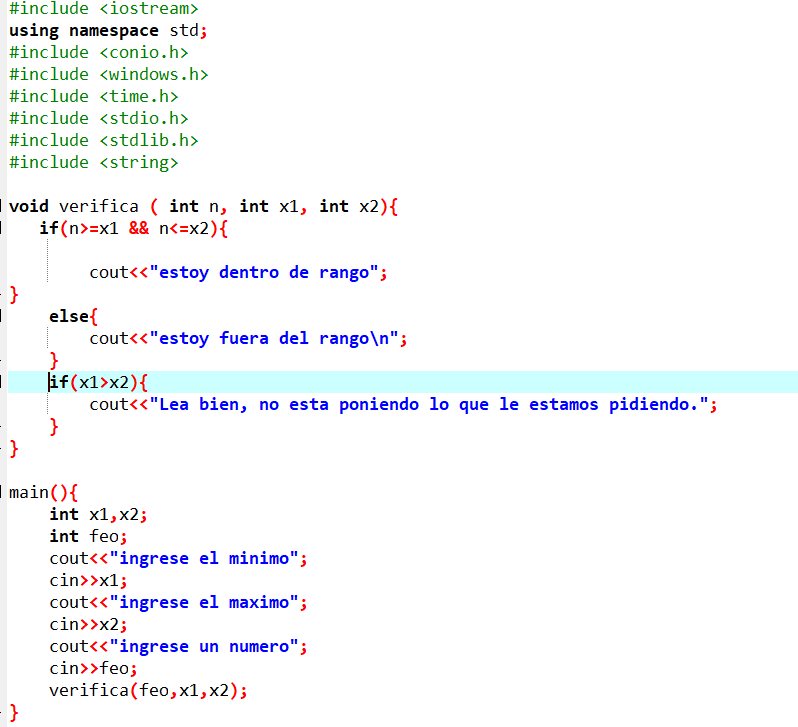 #include <iostream>
using namespace std;
#include <conio.h>
#include <windows.h>
#include <time.h>
#include <stdio.h>
#include <stdlib.h>
#include <string>
void verifica ( int n, int x1, int x2){
if(n>=x1 && n<=x2){
cout<<"estoy dentro de rango";
}
else{
cout<<"estoy fuera del rango\n";
}
if(x1>x2){
cout<<"Lea bien, no esta poniendo lo que le estamos pidiendo.";
}
}
main(){
int x1,x2;
int feo;
cout<<"ingrese el minimo";
cin>>x1;
cout<<"ingrese el maximo";
cin>>x2;
cout<<"ingrese un numero";
cin>>feo;
verifica(feo,x1,x2);
}